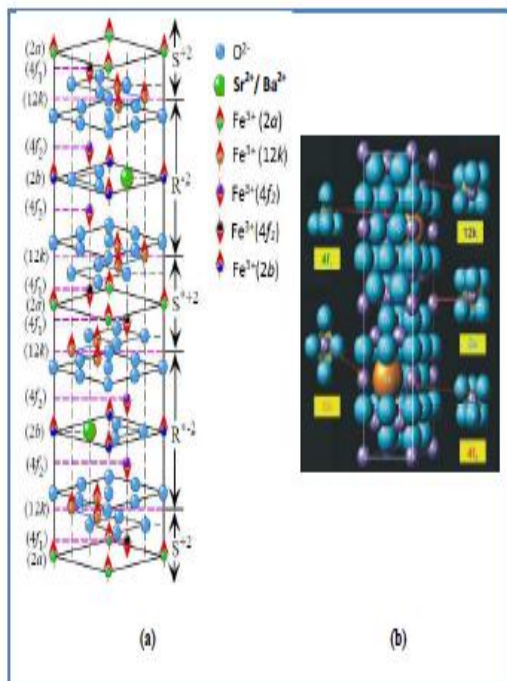 (2a)
(4f₁)
(12k)
(4f₂)
(2b)
(4f₂)
(12k)
(4f₁)
(2a)
(4f₁)
(12k)
(4f₂)
(2b)
(4f₂)
(12k)
(4f₁)
(2a)
S⁺²
R⁻²
S*⁺²
R*⁻²
S⁺²
O²⁻
Sr²⁺/ Ba²⁺
Fe³⁺(2a)
Fe³⁺(12k)
Fe³⁺(4f₂)
Fe³⁺(4f₁)
Fe³⁺(2b)
12k
(a)
(b)